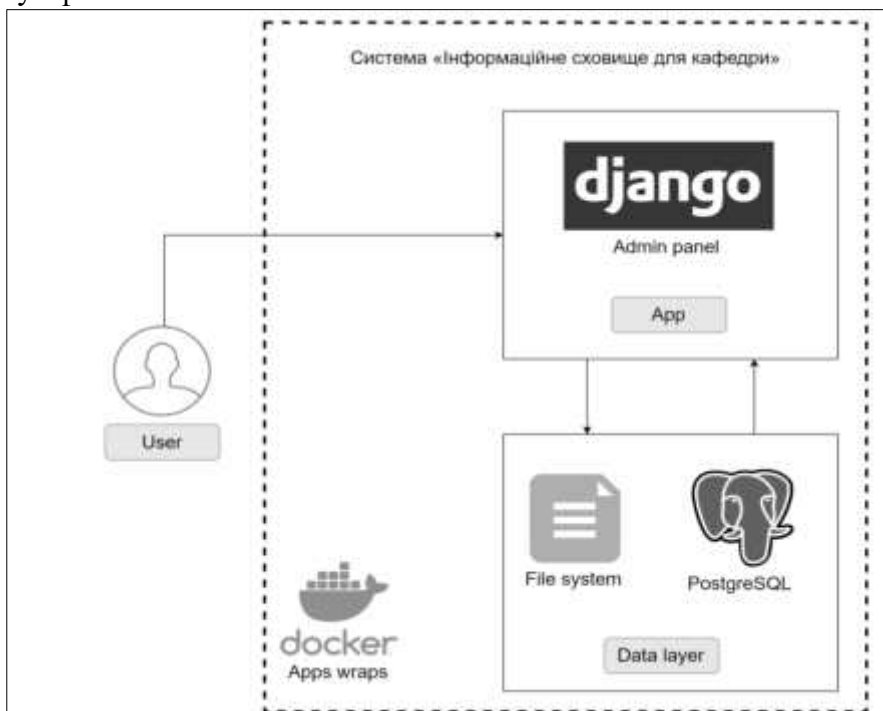 Система «Інформаційне сховище для кафедри»
django
Admin panel
App
User
File system
PostgreSQL
docker
Apps wraps
Data layer